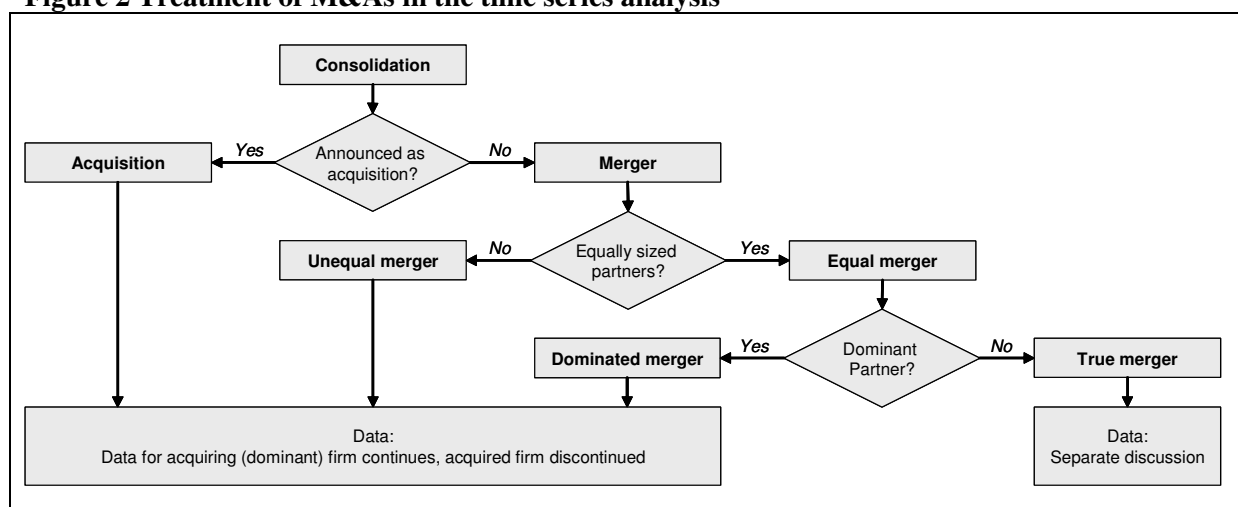 Figure 2 Treatment of M&As in the time series analysis
Consolidation
Announced as
acquisition?
Yes
No
Acquisition
Merger
Equally sized
partners?
No
Yes
Unequal merger
Equal merger
Dominant
Partner?
Yes
No
Dominated merger
True merger
Data:
Data for acquiring (dominant) firm continues, acquired firm discontinued
Data:
Separate discussion